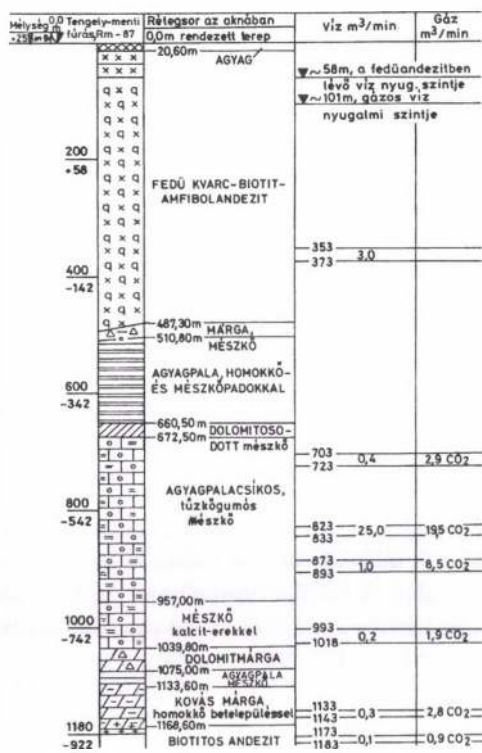 Mélység 0,0 m
Tengely-menti fúrás, Rm - 87
Rétegsor az aknában
0,0m rendezett terep
Víz m³/min
Gáz m³/min
20,60m
AGYAG
~58m, a fedüandezitben
lévő víz nyug. szintje
~101m, gázos víz
nyugalmi szintje
200
+58
FEDÜ KVARC-BIOTIT-
AMFIBOLANDEZIT
353
373 3,0
400
-142
487,30m
MÁRGA,
510,80m
MÉSZKŐ
AGYAGPALA, HOMOKKŐ-
ÉS MÉSZKŐPADOKKAL
600
-342
660,50m
DOLOMITOSO-
672,50m
DOTT mészkő
703
723 0,4 2,9 CO₂
AGYAGPALACSÍKOS,
tűzkőgumós
Mészkő
800
-542
823
833 25,0 19,5 CO₂
873
893 1,0 8,5 CO₂
957,00m
MÉSZKŐ
kalcit-erekkel
1000
-742
993
1018 0,2 1,9 CO₂
1039,80m
DOLOMITMÁRGA
1075,00m
AGYAGPALA
MÉSZKŐ
1133,60m
KOVÁS MÁRGA,
homokkő betelepüléssel
1133
1143 0,3 2,8 CO₂
1168,60m
1180
-922
BIOTITOS ANDEZIT
1173
1183 0,1 0,9 CO₂